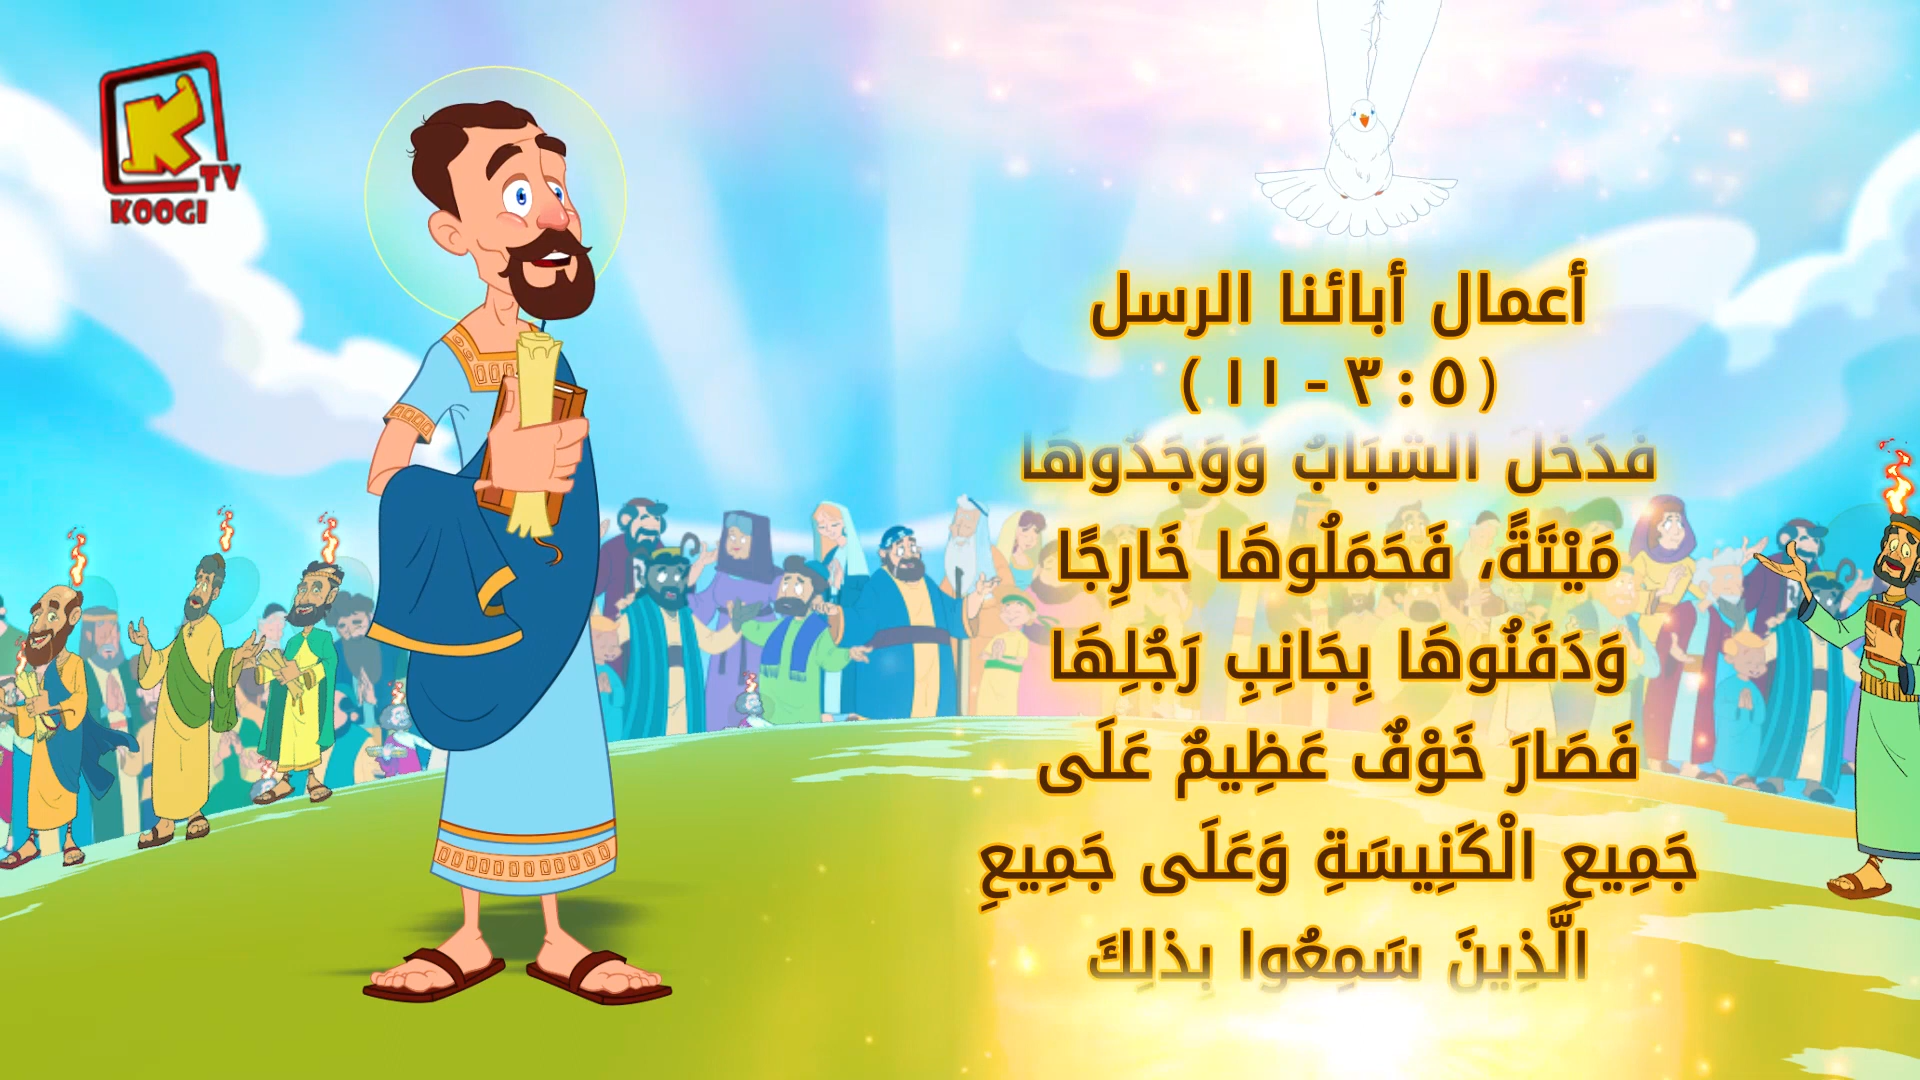 K
TV
KOOGI
أعمال أبائنا الرسل
(٥ : ٣ - ١١)
فَدَخَلَ الشَّبَابُ وَوَجَدُوهَا
مَيْتَةً، فَحَمَلُوهَا خَارِجًا
وَدَفَنُوهَا بِجَانِبِ رَجُلِهَا
فَصَارَ خَوْفٌ عَظِيمٌ عَلَى
جَمِيعِ الْكَنِيسَةِ وَعَلَى جَمِيعِ
الَّذِينَ سَمِعُوا بِذلِكَ